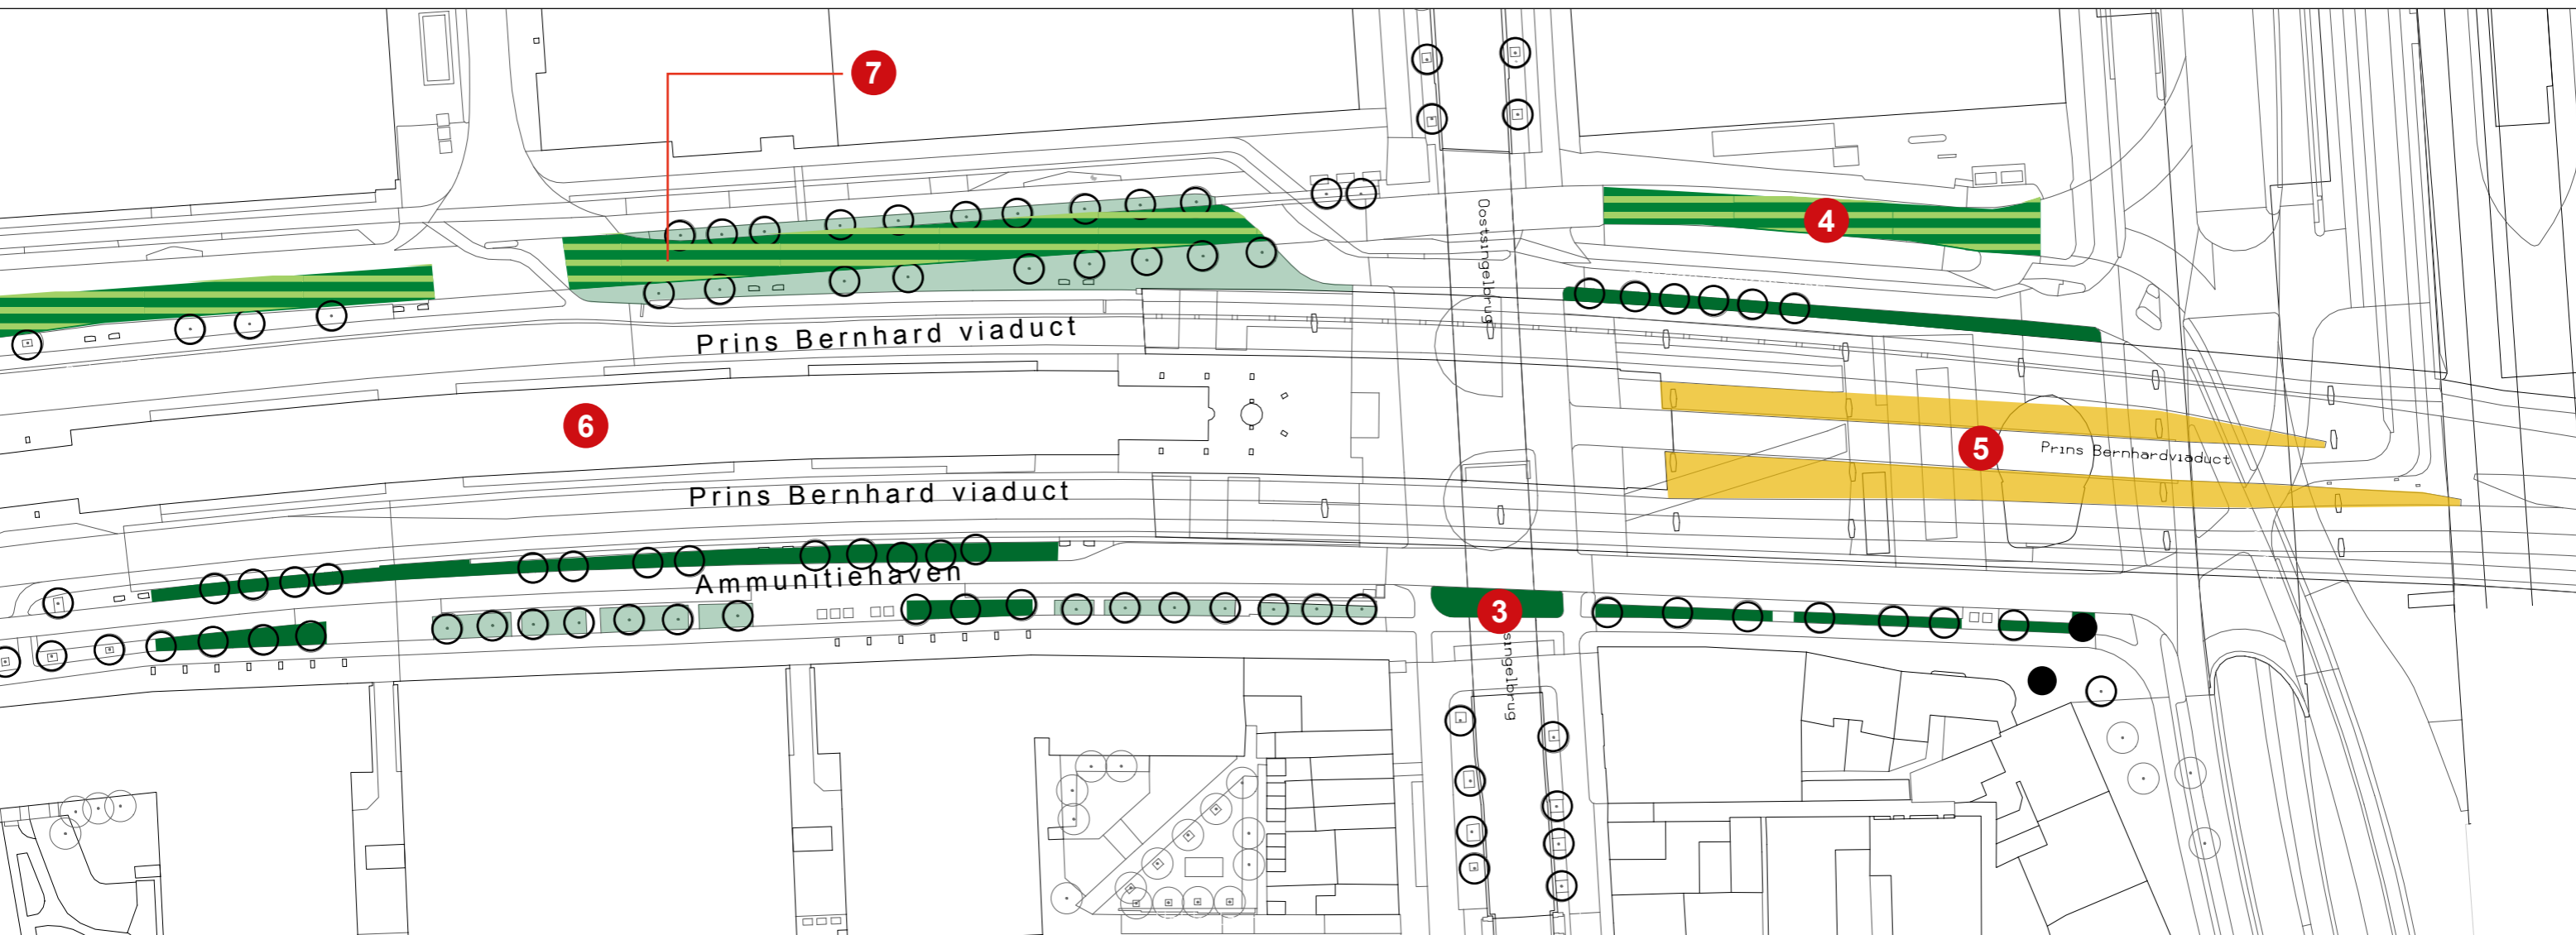 7
4
Oostsingelbrug
Prins Bernhard viaduct
6
5
Prins Bernhardviaduct
Prins Bernhard viaduct
Ammunitiehaven
3
singelbrug